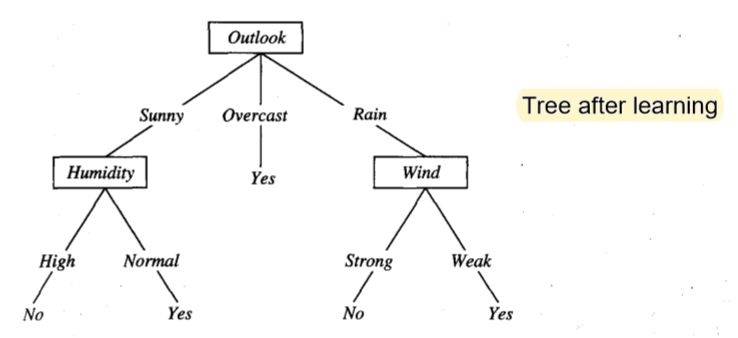 Outlook
Tree after learning
Sunny Overcast Rain
Humidity Yes Wind
High Normal Strong Weak
No Yes No Yes